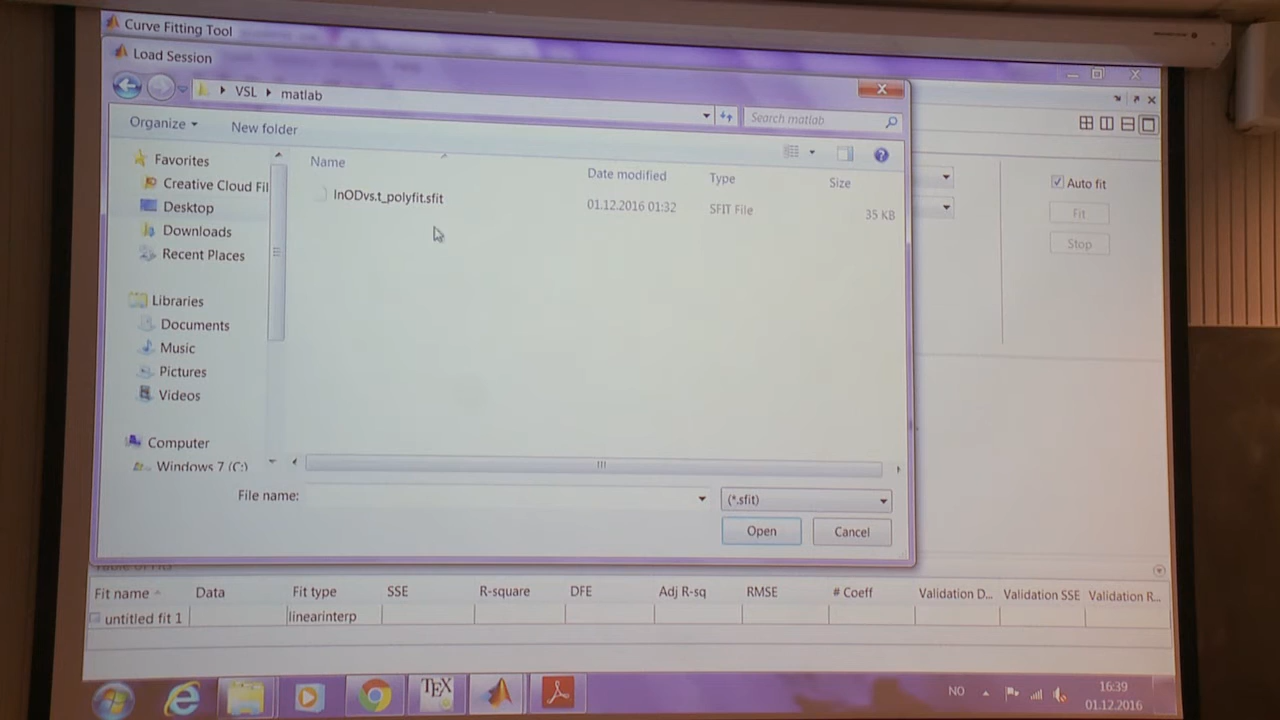 Curve Fitting Tool
Load Session
VSL matlab
Search matlab
Organize
New folder
Name
Date modified
Type
Size
lnODvs.t_polyfit.sfit
01.12.2016 01:32
SFIT File
35 KB
Favorites
Creative Cloud Fil
Desktop
Downloads
Recent Places
Libraries
Documents
Music
Pictures
Videos
Computer
Windows 7 (C:)
File name:
(*.sfit)
Open
Cancel
Auto fit
Fit
Stop
Table of Fits
Fit name
Data
Fit type
SSE
R-square
DFE
Adj R-sq
RMSE
# Coeff
Validation D...
Validation SSE
Validation R...
untitled fit 1
linearinterp
TEX
NO
16:39
01.12.2016